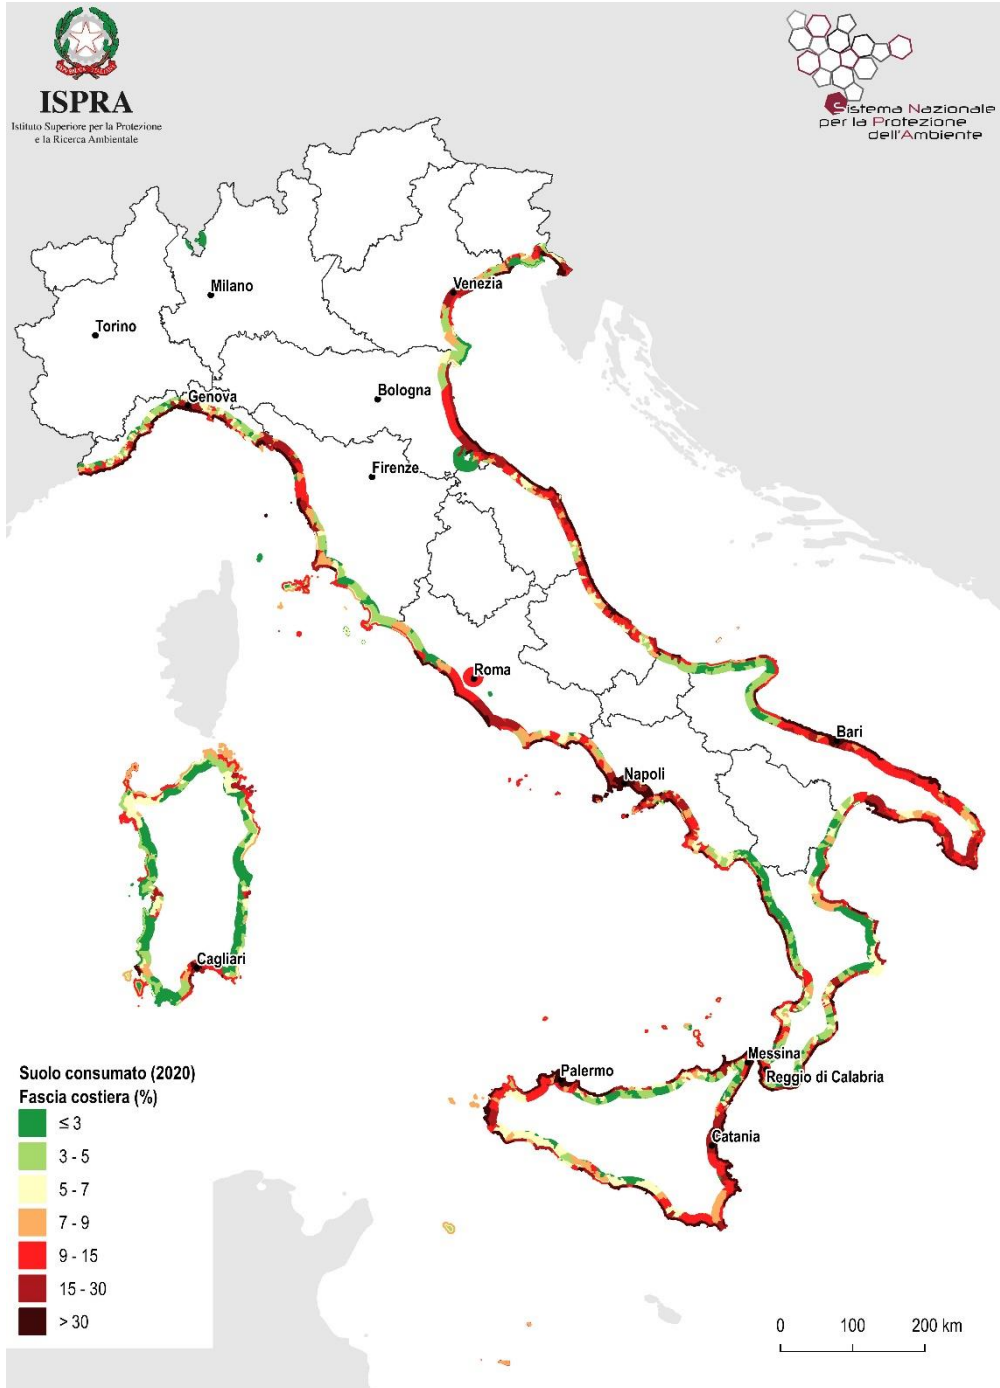 ISPRA
Istituto Superiore per la Protezione
e la Ricerca Ambientale
Sistema Nazionale
per la Protezione
dell'Ambiente
Milano
Venezia
Torino
Bologna
Genova
Firenze
Roma
Bari
Napoli
Cagliari
Messina
Palermo
Reggio di Calabria
Catania
Suolo consumato (2020)
Fascia costiera (%)
≤ 3
3 - 5
5 - 7
7 - 9
9 - 15
15 - 30
> 30
0 100 200 km